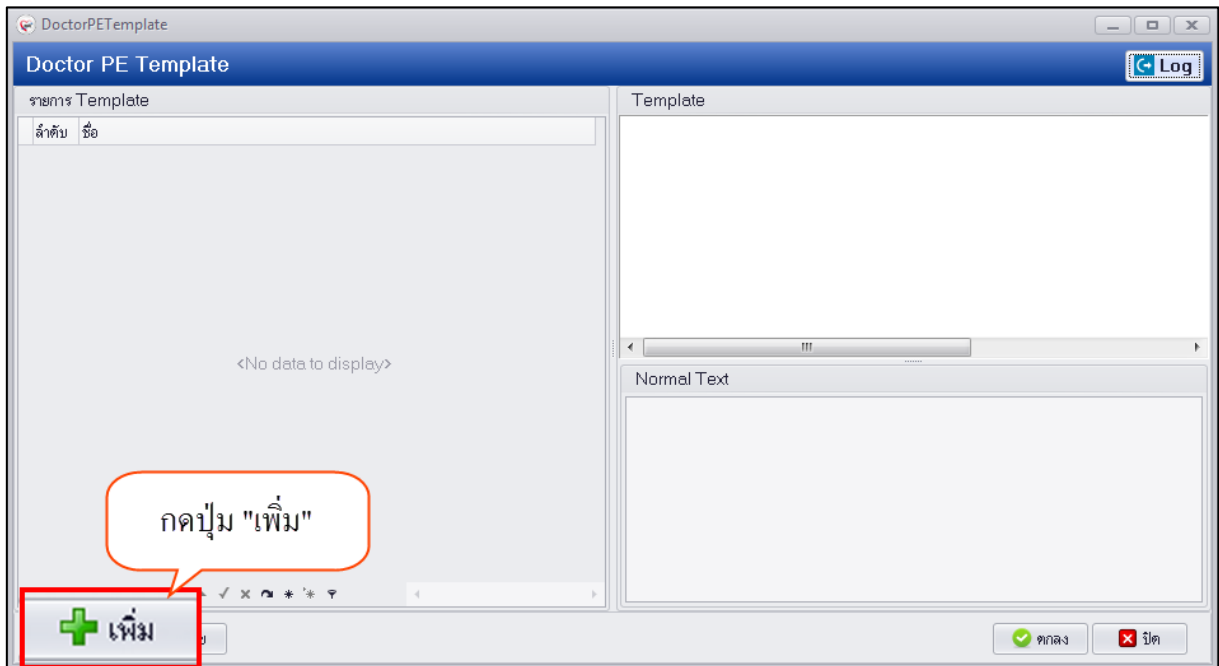 DoctorPETemplate
Doctor PE Template
Log
รายการ Template
Template
ลำดับ ชื่อ
<No data to display>
Normal Text
กดปุ่ม "เพิ่ม"
เพิ่ม
ตกลง
ปิด